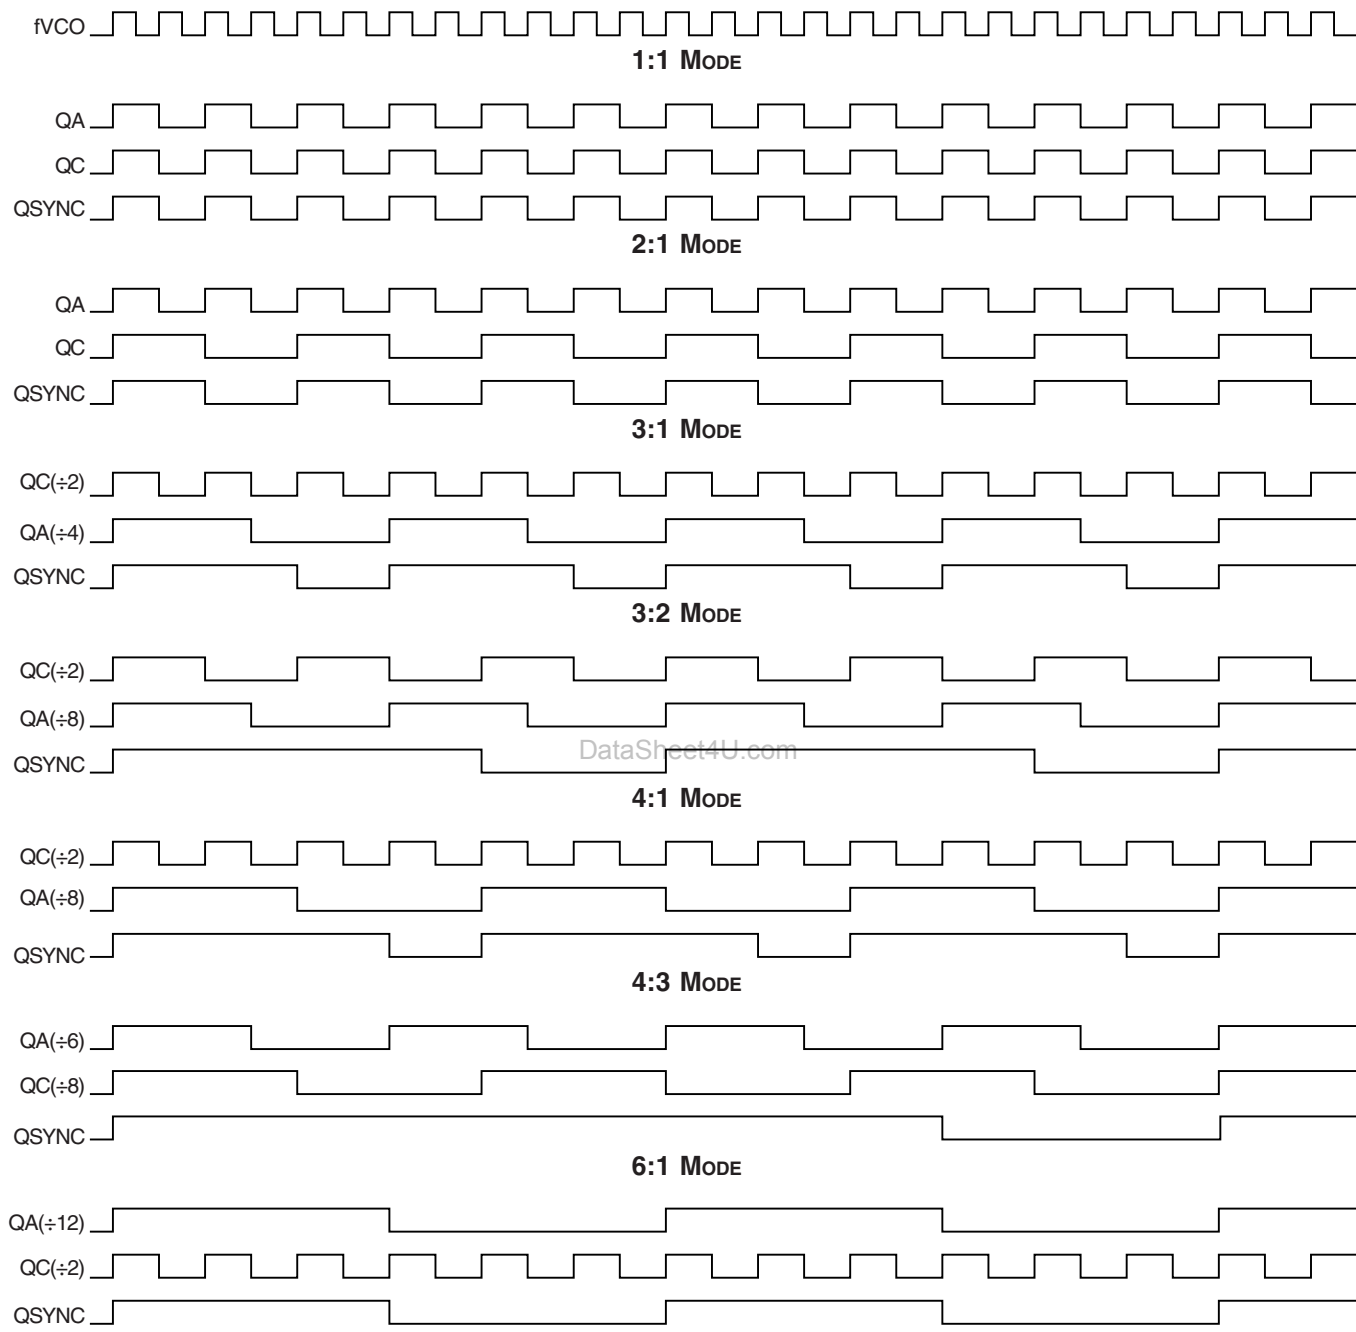 fVCO
1:1 MODE
QA
QC
QSYNC
2:1 MODE
QA
QC
QSYNC
3:1 MODE
QC(÷2)
QA(÷4)
QSYNC
3:2 MODE
QC(÷2)
QA(÷8)
DataSheet4U.com
QSYNC
4:1 MODE
QC(÷2)
QA(÷8)
QSYNC
4:3 MODE
QA(÷6)
QC(÷8)
QSYNC
6:1 MODE
QA(÷12)
QC(÷2)
QSYNC